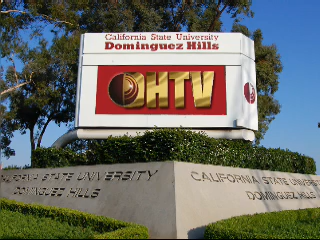 California State University
Dominguez Hills
DHTV
CALIFORNIA STATE UNIVERSITY
DOMINGUEZ HILLS
CALIFORNIA STATE UNIVERSITY
DOMINGUEZ HILLS